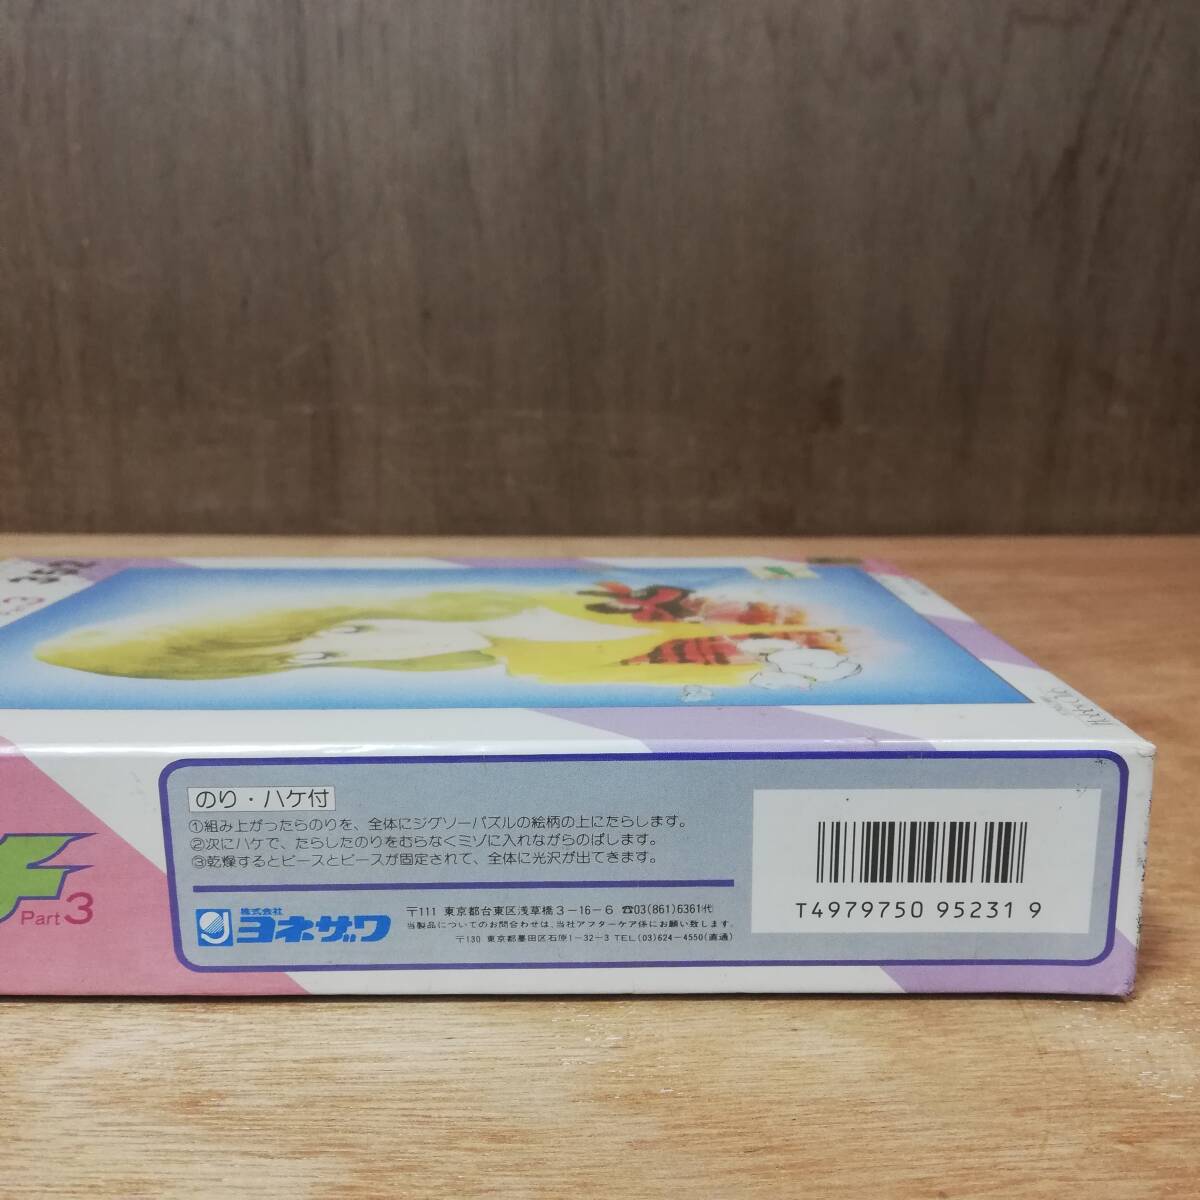 352
Part 3
のり・ハケ付
①組み上がったらのりを、全体にジグソーパズルの絵柄の上にたらします。
②次にハケで、たらしたのりをむらなくミゾに入れながらのばします。
③乾燥するとピースとピースが固定されて、全体に光沢が出てきます。
株式会社
ヨネザワ
〒111 東京都台東区浅草橋3-16-6 ☎03(861)6361㈹
当製品についてのお問合わせは、当社アフターケア係にお願い致します。
〒130 東京都墨田区石原1-32-3 TEL.(03)624-4550(直通)
T4979750 95231 9